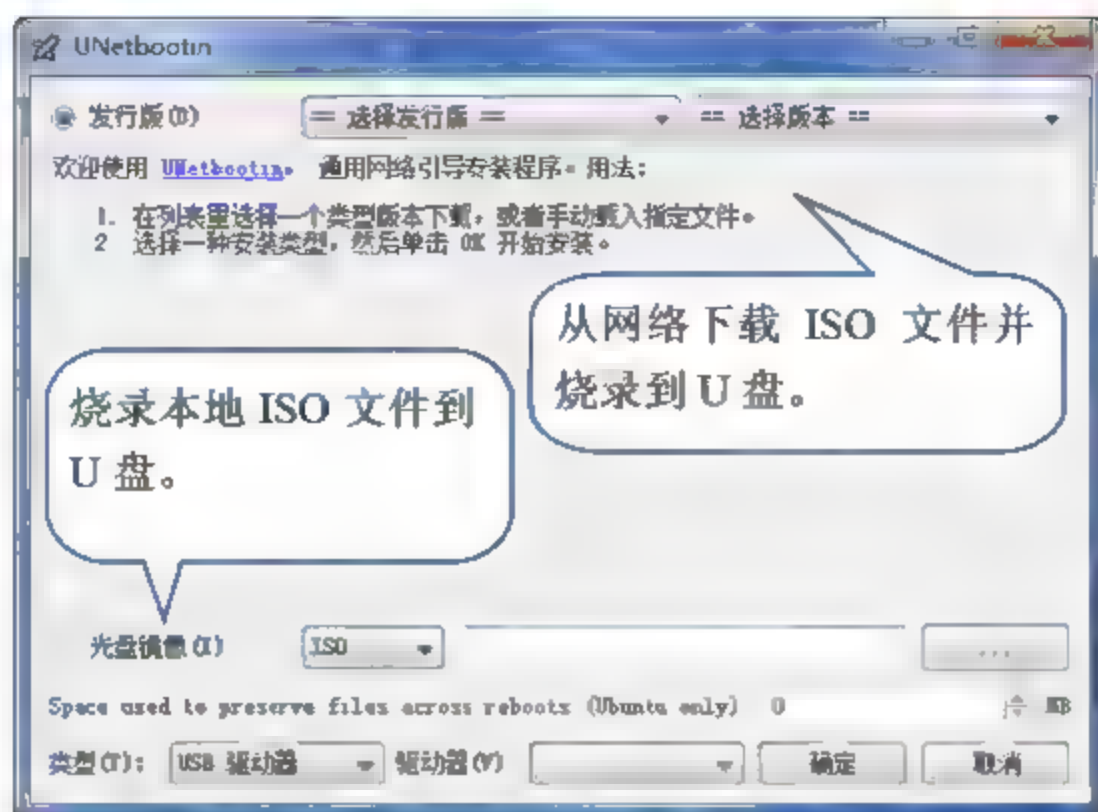 UNetbootin
发行版(D) == 选择发行版 == == 选择版本 ==
欢迎使用 UNetbootin。通用网络引导安装程序。用法:
1. 在列表里选择一个类型版本下载,或者手动载入指定文件。
2 选择一种安装类型,然后单击 OK 开始安装。
从网络下载 ISO 文件并
烧录到 U 盘。
烧录本地 ISO 文件到
U 盘。
光盘镜像(I) ISO ...
Space used to preserve files across reboots (Ubuntu only) 0 MB
类型(T): USB 驱动器 驱动器(V) 确定 取消